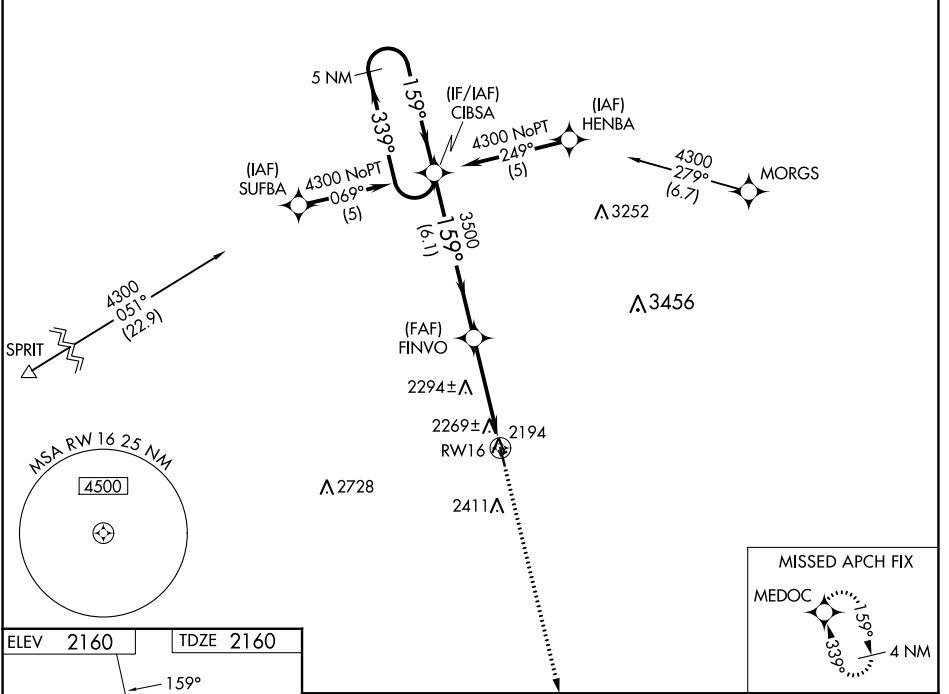 5 NM
159°
339°
(IF/IAF)
CIBSA
(IAF)
HENBA
4300 NoPT
249°
(5)
4300
279°
(6.7)
MORGS
(IAF)
SUFBA
4300 NoPT
069°
(5)
3252
3500
159°
(6.1)
3456
4300
051°
(22.9)
SPRIT
(FAF)
FINVO
2294±
2269±
2194
RW16
MSA RW 16 25 NM
4500
2728
2411
MISSED APCH FIX
MEDOC
159°
339°
4 NM
ELEV 2160
TDZE 2160
159°